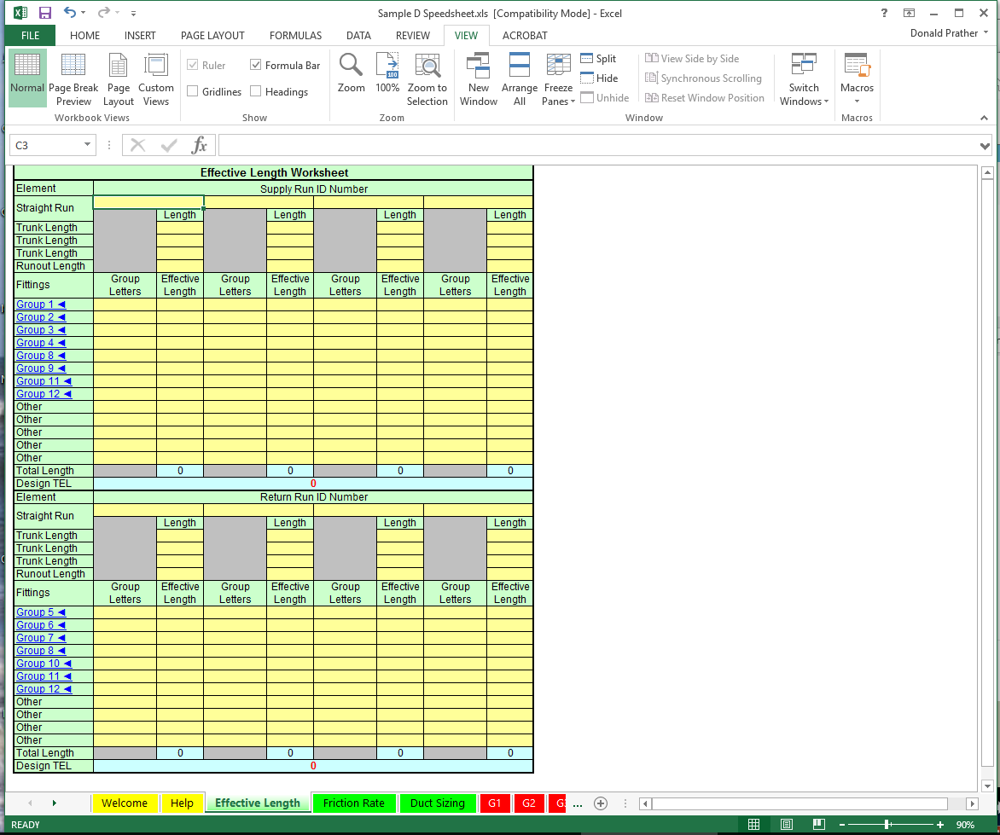 Sample D Speedsheet.xls [Compatibility Mode] - Excel
?
FILE HOME INSERT PAGE LAYOUT FORMULAS DATA REVIEW VIEW ACROBAT Donald Prather
Normal Page Break Preview Page Layout Custom Views
Workbook Views
Ruler Formula Bar
Gridlines Headings
Show
Zoom 100% Zoom to Selection
Zoom
New Window Arrange All Freeze Panes
Split
Hide
Unhide
View Side by Side
Synchronous Scrolling
Reset Window Position
Switch Windows
Window
Macros
Macros
C3 fx
Effective Length Worksheet
Element Supply Run ID Number
Straight Run
Length Length Length Length
Trunk Length
Trunk Length
Trunk Length
Runout Length
Fittings Group Letters Effective Length Group Letters Effective Length Group Letters Effective Length Group Letters Effective Length
Group 1 ◄
Group 2 ◄
Group 3 ◄
Group 4 ◄
Group 8 ◄
Group 9 ◄
Group 11 ◄
Group 12 ◄
Other
Other
Other
Other
Other
Total Length 0 0 0 0
Design TEL 0
Element Return Run ID Number
Straight Run
Length Length Length Length
Trunk Length
Trunk Length
Trunk Length
Runout Length
Fittings Group Letters Effective Length Group Letters Effective Length Group Letters Effective Length Group Letters Effective Length
Group 5 ◄
Group 6 ◄
Group 7 ◄
Group 8 ◄
Group 10 ◄
Group 11 ◄
Group 12 ◄
Other
Other
Other
Other
Total Length 0 0 0 0
Design TEL 0
Welcome Help Effective Length Friction Rate Duct Sizing G1 G2 ...
READY 90%